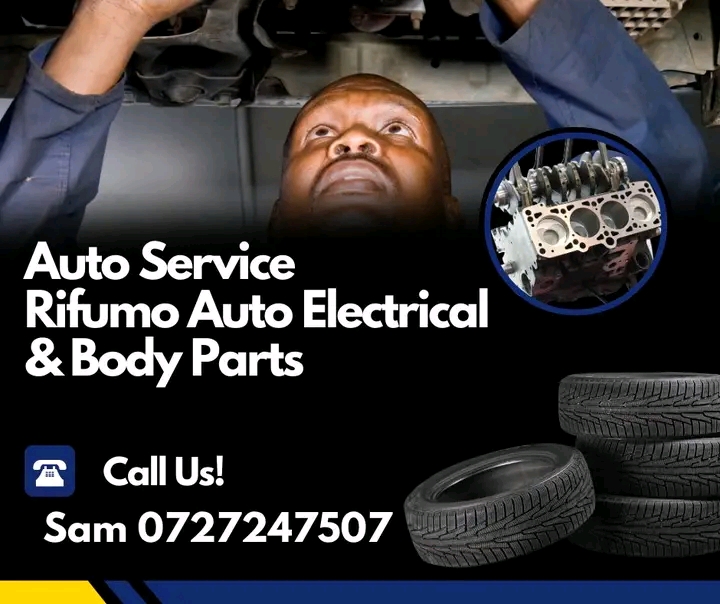 Auto Service
Rifumo Auto Electrical
& Body Parts
Call Us!
Sam 0727247507